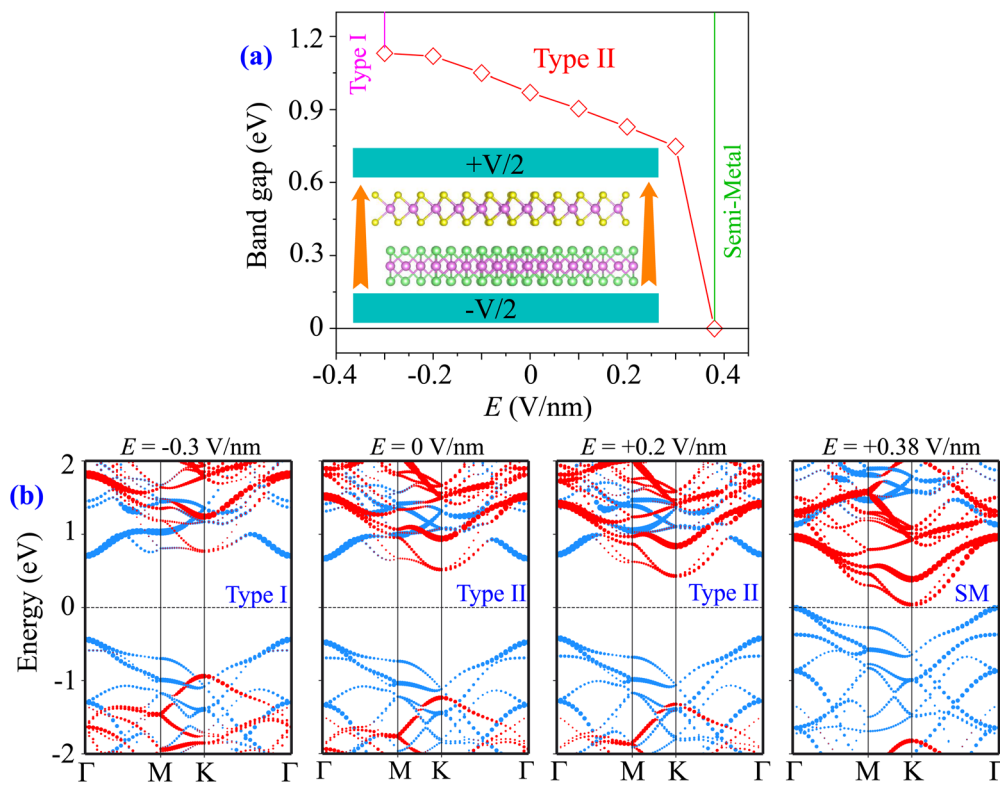 (a)
Band gap (eV)
1.2
0.9
0.6
0.3
0
Type I
Type II
Semi-Metal
+V/2
-V/2
-0.4 -0.2 0 0.2 0.4
E (V/nm)
(b)
E = -0.3 V/nm E = 0 V/nm E = +0.2 V/nm E = +0.38 V/nm
Energy (eV)
2
1
0
-1
-2
Type I Type II Type II SM
Γ M K Γ Γ M K Γ Γ M K Γ Γ M K Γ